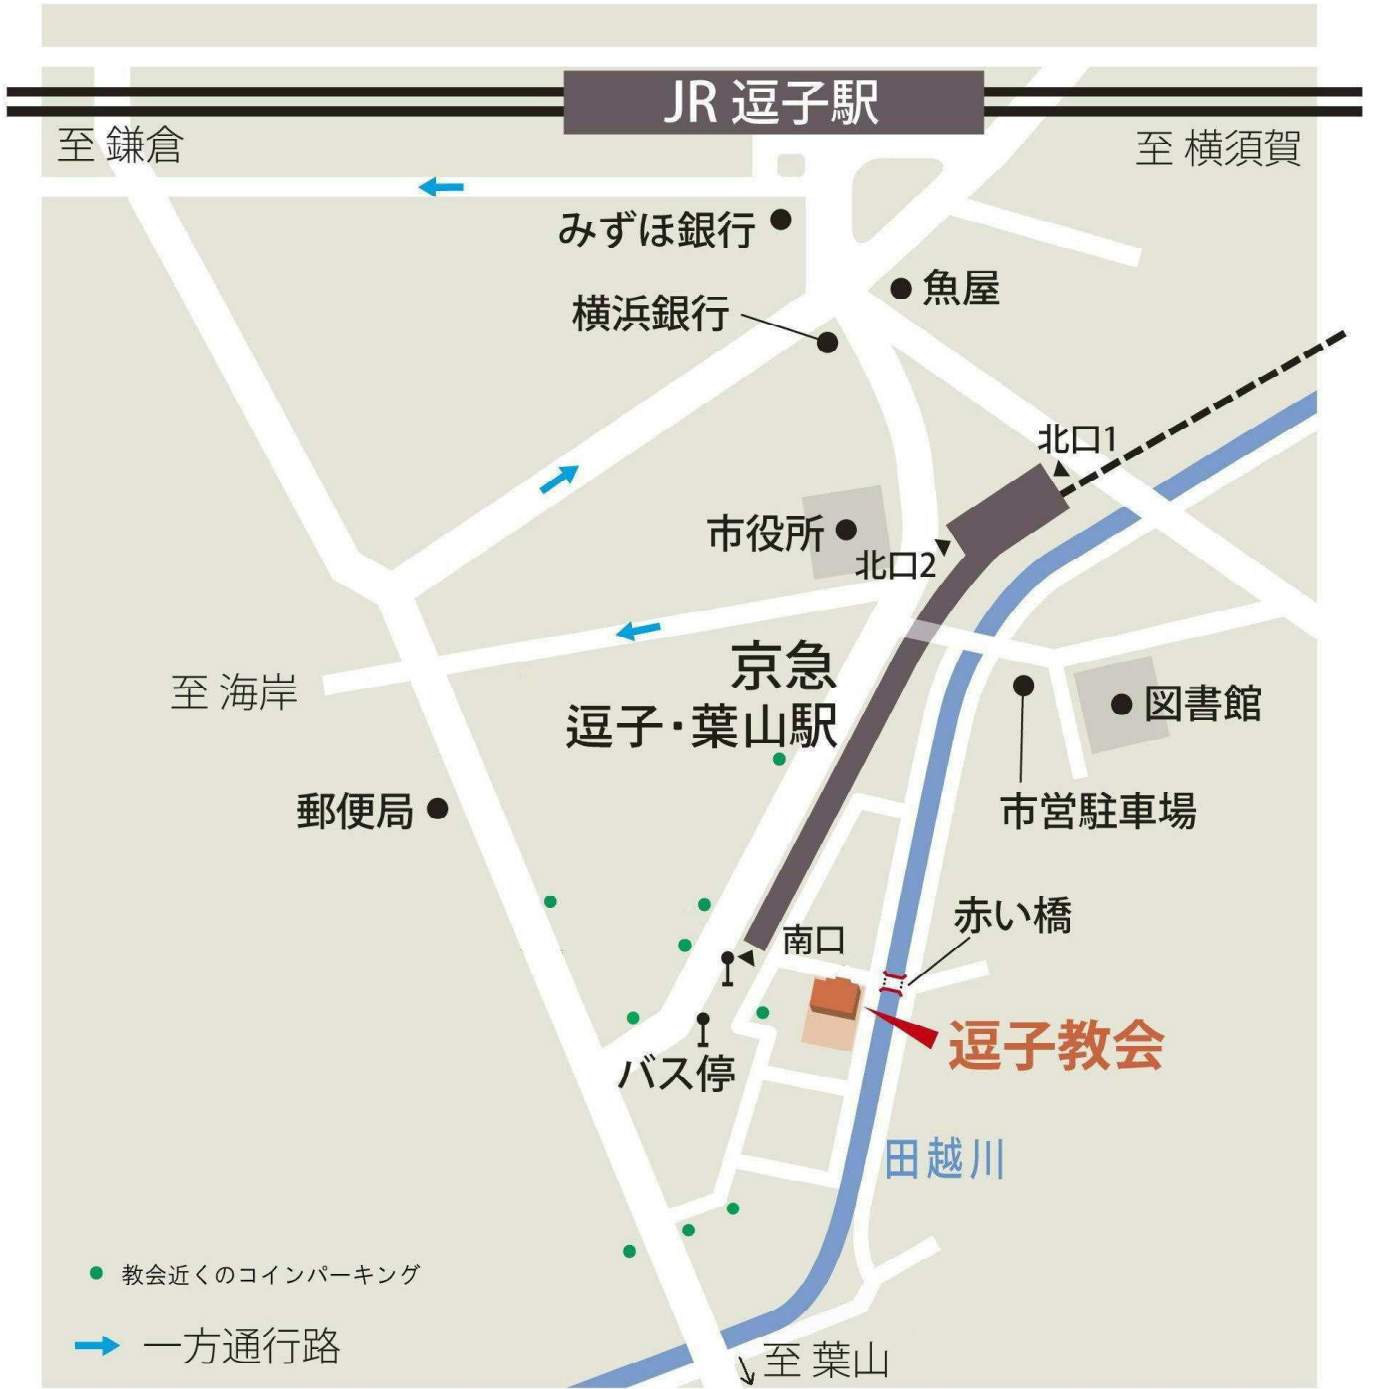 JR 逗子駅
至 鎌倉
至 横須賀
みずほ銀行
魚屋
横浜銀行
北口1
市役所
北口2
京急
逗子・葉山駅
至 海岸
図書館
郵便局
市営駐車場
赤い橋
南口
逗子教会
バス停
田越川
教会近くのコインパーキング
一方通行路
至 葉山